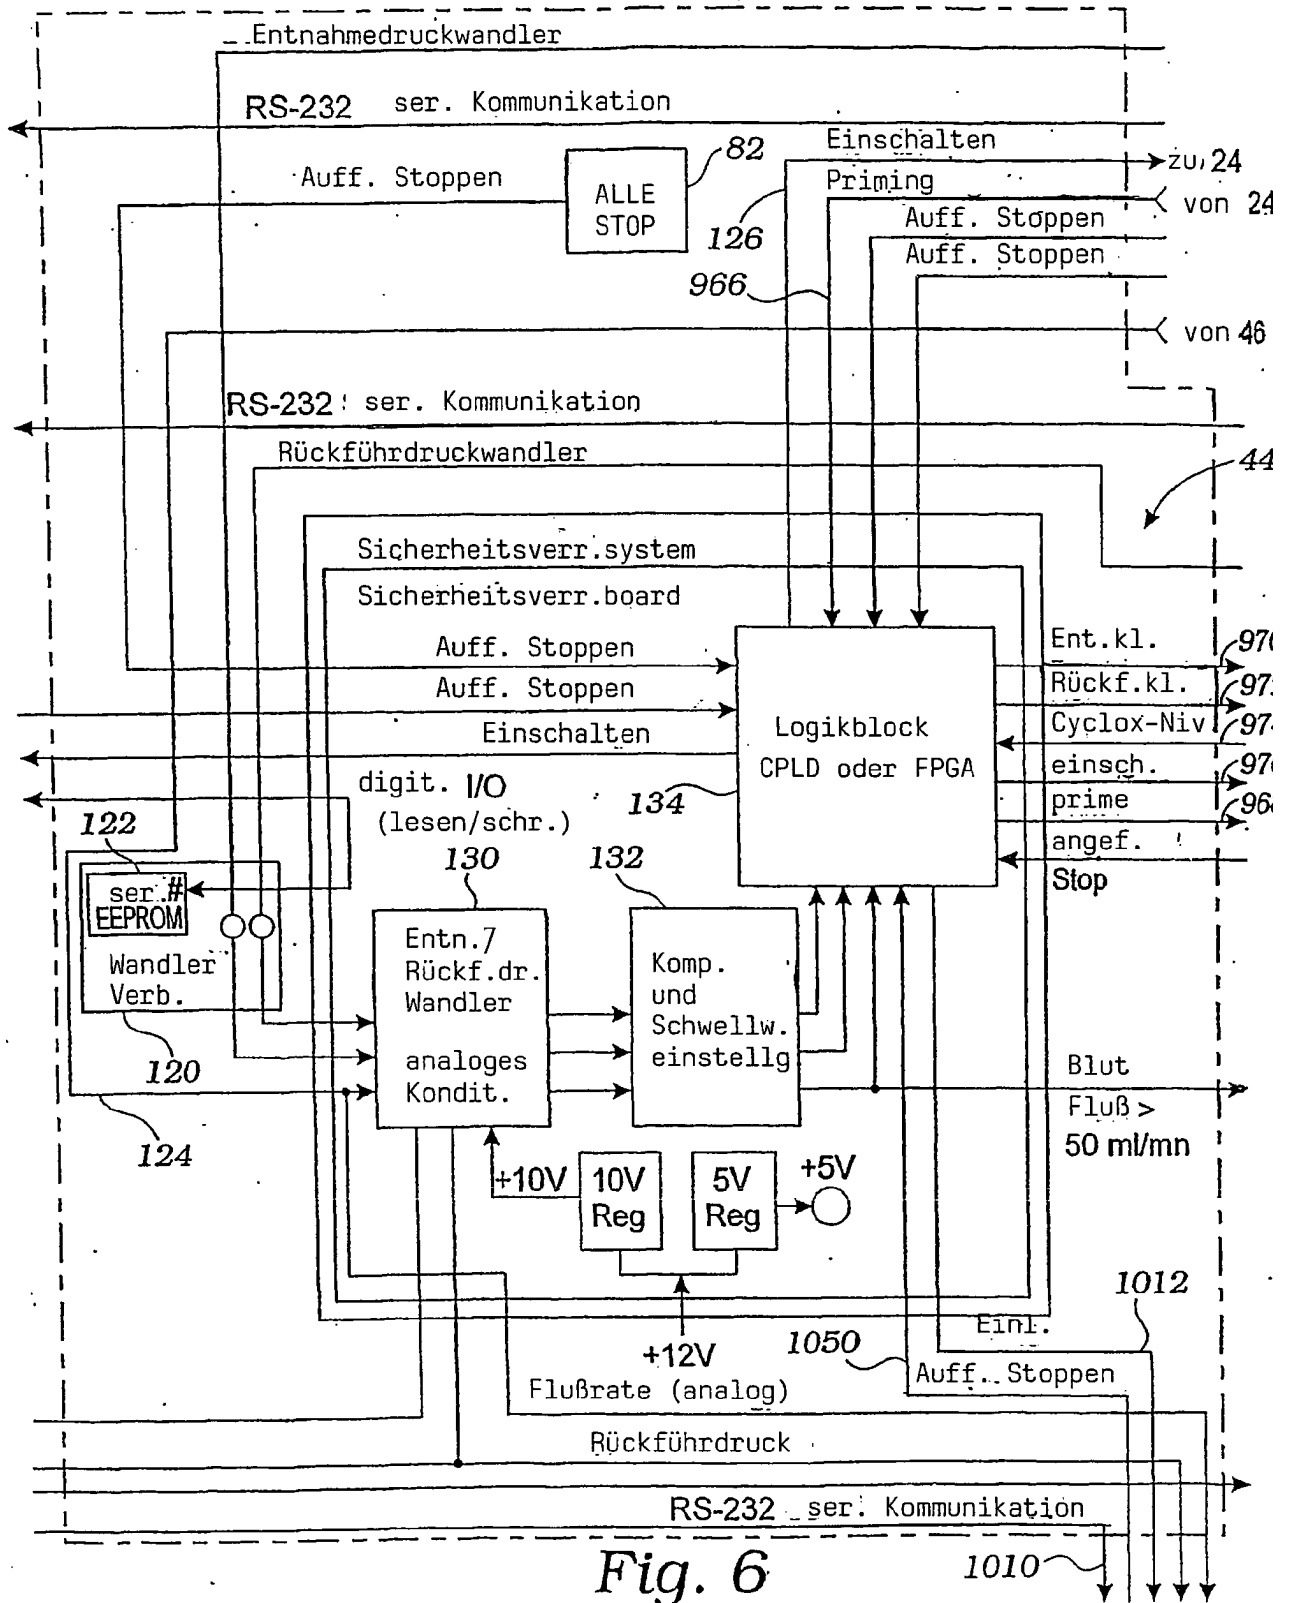 Entnahmedruckwandler
RS-232 ser. Kommunikation
Einschalten
zu 24
Auff. Stoppen
ALLE
STOP
82
Priming
von 24
126
Auff. Stoppen
Auff. Stoppen
966
von 46
RS-232 ser. Kommunikation
Rückführdruckwandler
44
Sicherheitsverr.system
Sicherheitsverr.board
Auff. Stoppen
Auff. Stoppen
Einschalten
digit. I/O
(lesen/schr.)
Logikblock
CPLD oder FPGA
134
Ent.kl.
Rückf.kl.
Cyclox-Niv
einsch.
prime
angef.
Stop
122
ser.#
EEPROM
Wandler
Verb.
120
124
130
Entn.7
Rückf.dr.
Wandler
analoges
Kondit.
132
Komp.
und
Schwellw.
einstellg
Blut
Fluß >
50 ml/mn
+10V
10V
Reg
5V
Reg
+5V
+12V
1012
Einl.
1050
Auff. Stoppen
Flußrate (analog)
Rückführdruck
RS-232 ser. Kommunikation
1010
Fig. 6